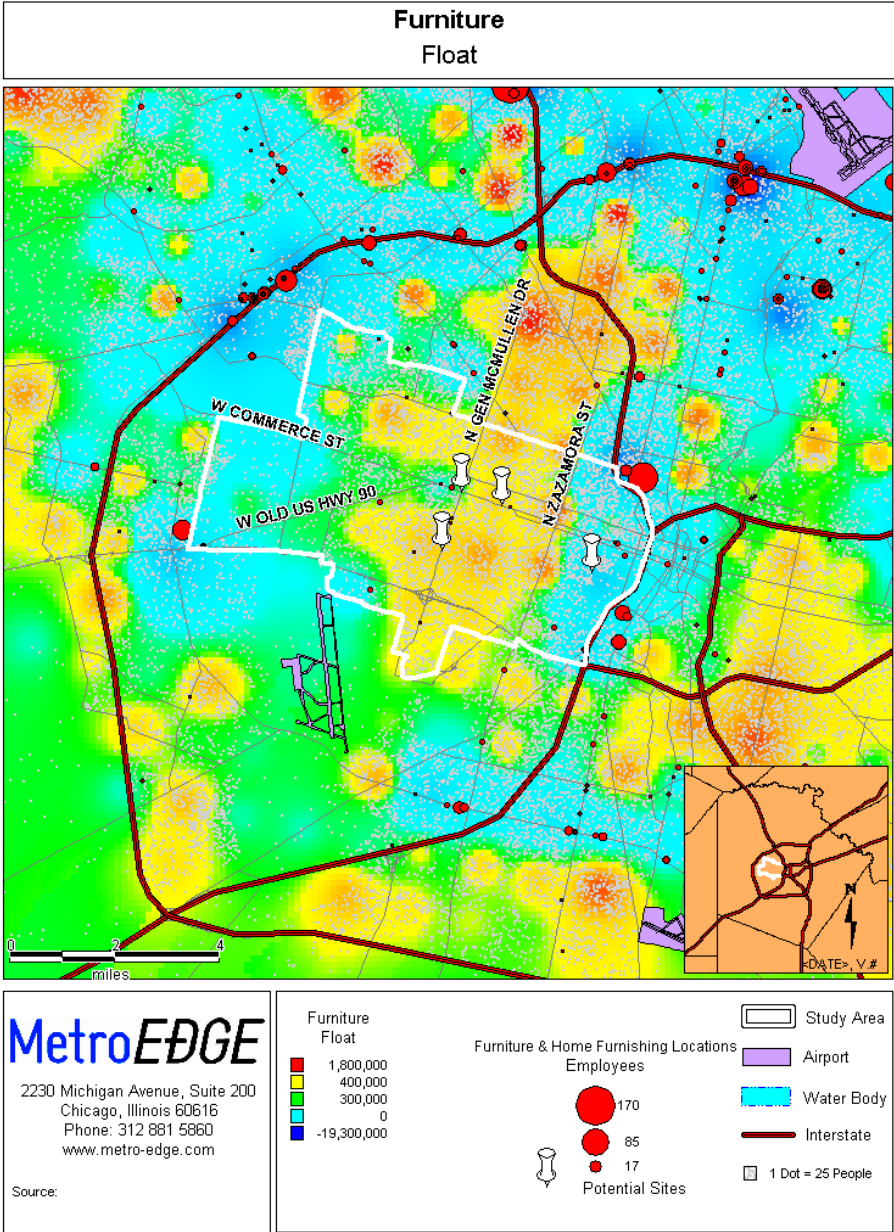 Furniture
Float
N GEN MCMULLEN DR
W COMMERCE ST
N ZAZAMORA ST
W OLD US HWY 90
0 2 4
miles
N
<DATE>, V.#
MetroEDGE
2230 Michigan Avenue, Suite 200
Chicago, Illinois 60616
Phone: 312 881 5860
www.metro-edge.com
Source:
Furniture
Float
1,800,000
400,000
300,000
0
-19,300,000
Furniture & Home Furnishing Locations
Employees
170
85
17
Potential Sites
Study Area
Airport
Water Body
Interstate
1 Dot = 25 People